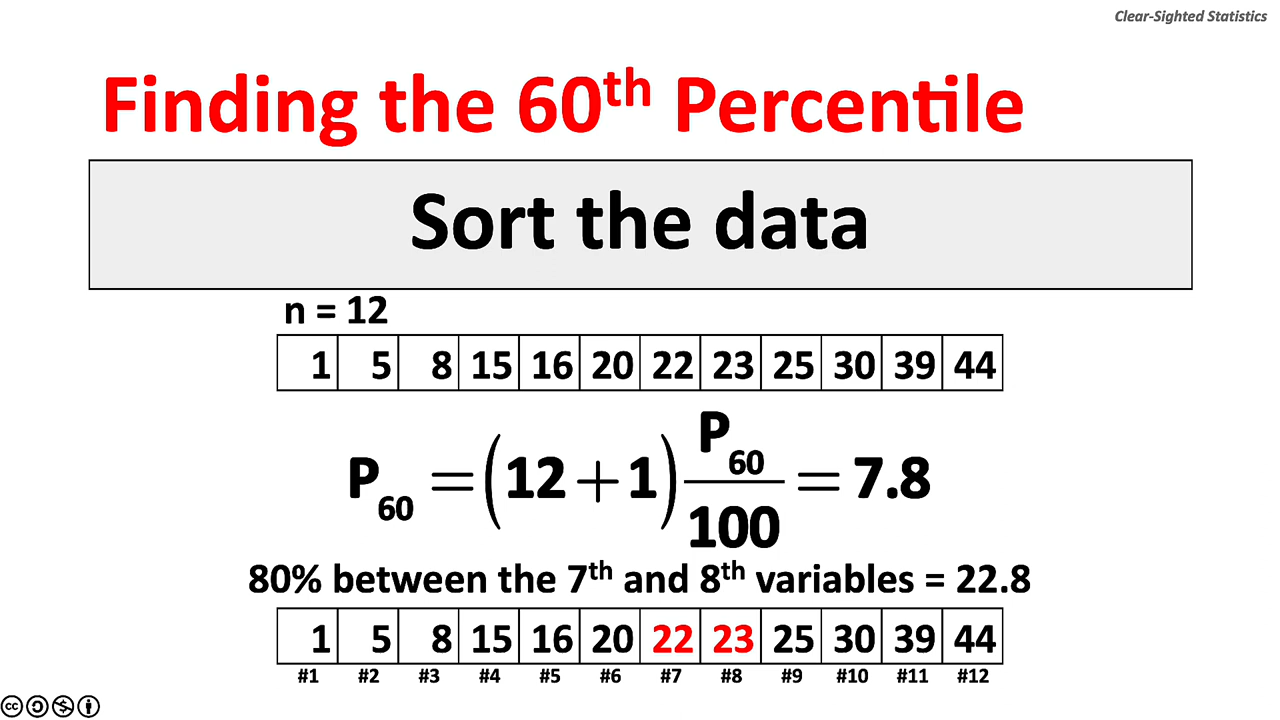 Clear-Sighted Statistics
Finding the 60th Percentile
Sort the data
n = 12
1 5 8 15 16 20 22 23 25 30 39 44
P60 = (12 + 1) P60/100 = 7.8
80% between the 7th and 8th variables = 22.8
1 5 8 15 16 20 22 23 25 30 39 44
#1 #2 #3 #4 #5 #6 #7 #8 #9 #10 #11 #12
cc